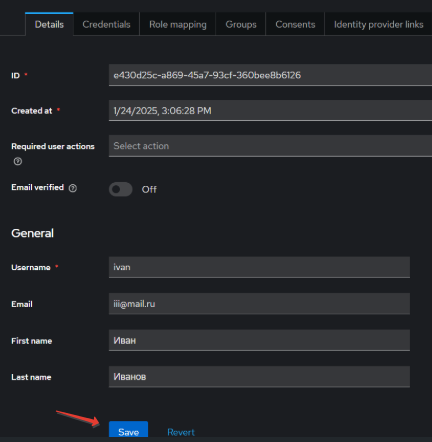 Details Credentials Role mapping Groups Consents Identity provider links
ID * e430d25c-a869-45a7-93cf-360bee8b6126
Created at * 1/24/2025, 3:06:28 PM
Required user actions Select action
Email verified Off
General
Username * ivan
Email iii@mail.ru
First name Иван
Last name Иванов
Save Revert